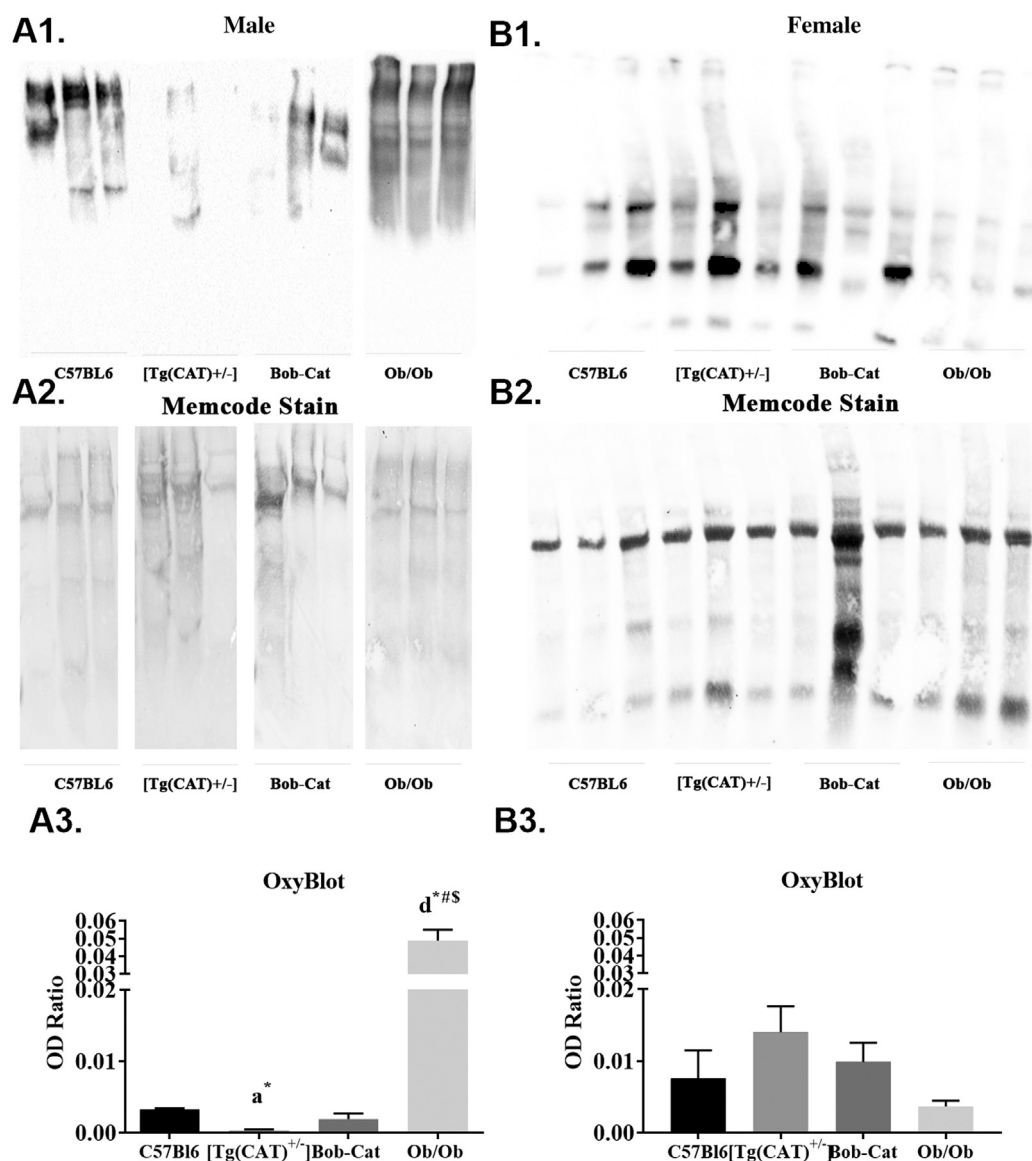 A1.
Male
C57BL6 [Tg(CAT)+/-] Bob-Cat Ob/Ob
B1.
Female
C57BL6 [Tg(CAT)+/-] Bob-Cat Ob/Ob
A2.
Memcode Stain
C57BL6 [Tg(CAT)+/-] Bob-Cat Ob/Ob
B2.
Memcode Stain
C57BL6 [Tg(CAT)+/-] Bob-Cat Ob/Ob
A3.
OxyBlot
OD Ratio
0.06
0.05
0.04
0.03
0.02
0.01
0.00
a*
d*#$
C57Bl6 [Tg(CAT)+/-] Bob-Cat Ob/Ob
B3.
OxyBlot
OD Ratio
0.06
0.05
0.04
0.03
0.02
0.01
0.00
C57Bl6 [Tg(CAT)+/-] Bob-Cat Ob/Ob